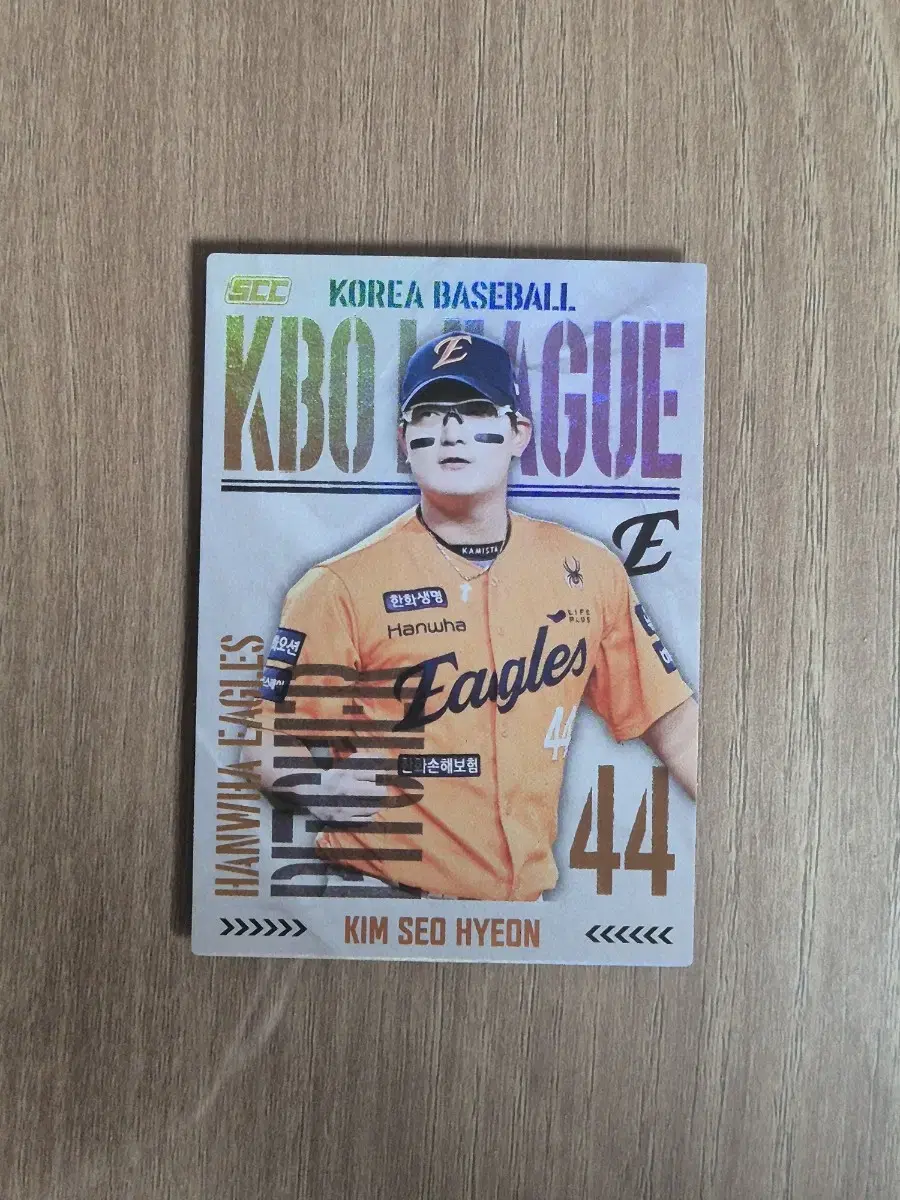 SCC
KOREA BASEBALL
KBO LEAGUE
E
E
KAMISTA
한화생명
Hanwha
LIFE
PLUS
Eagles
44
한화손해보험
HANWHA EAGLES
PITCHER
44
KIM SEO HYEON